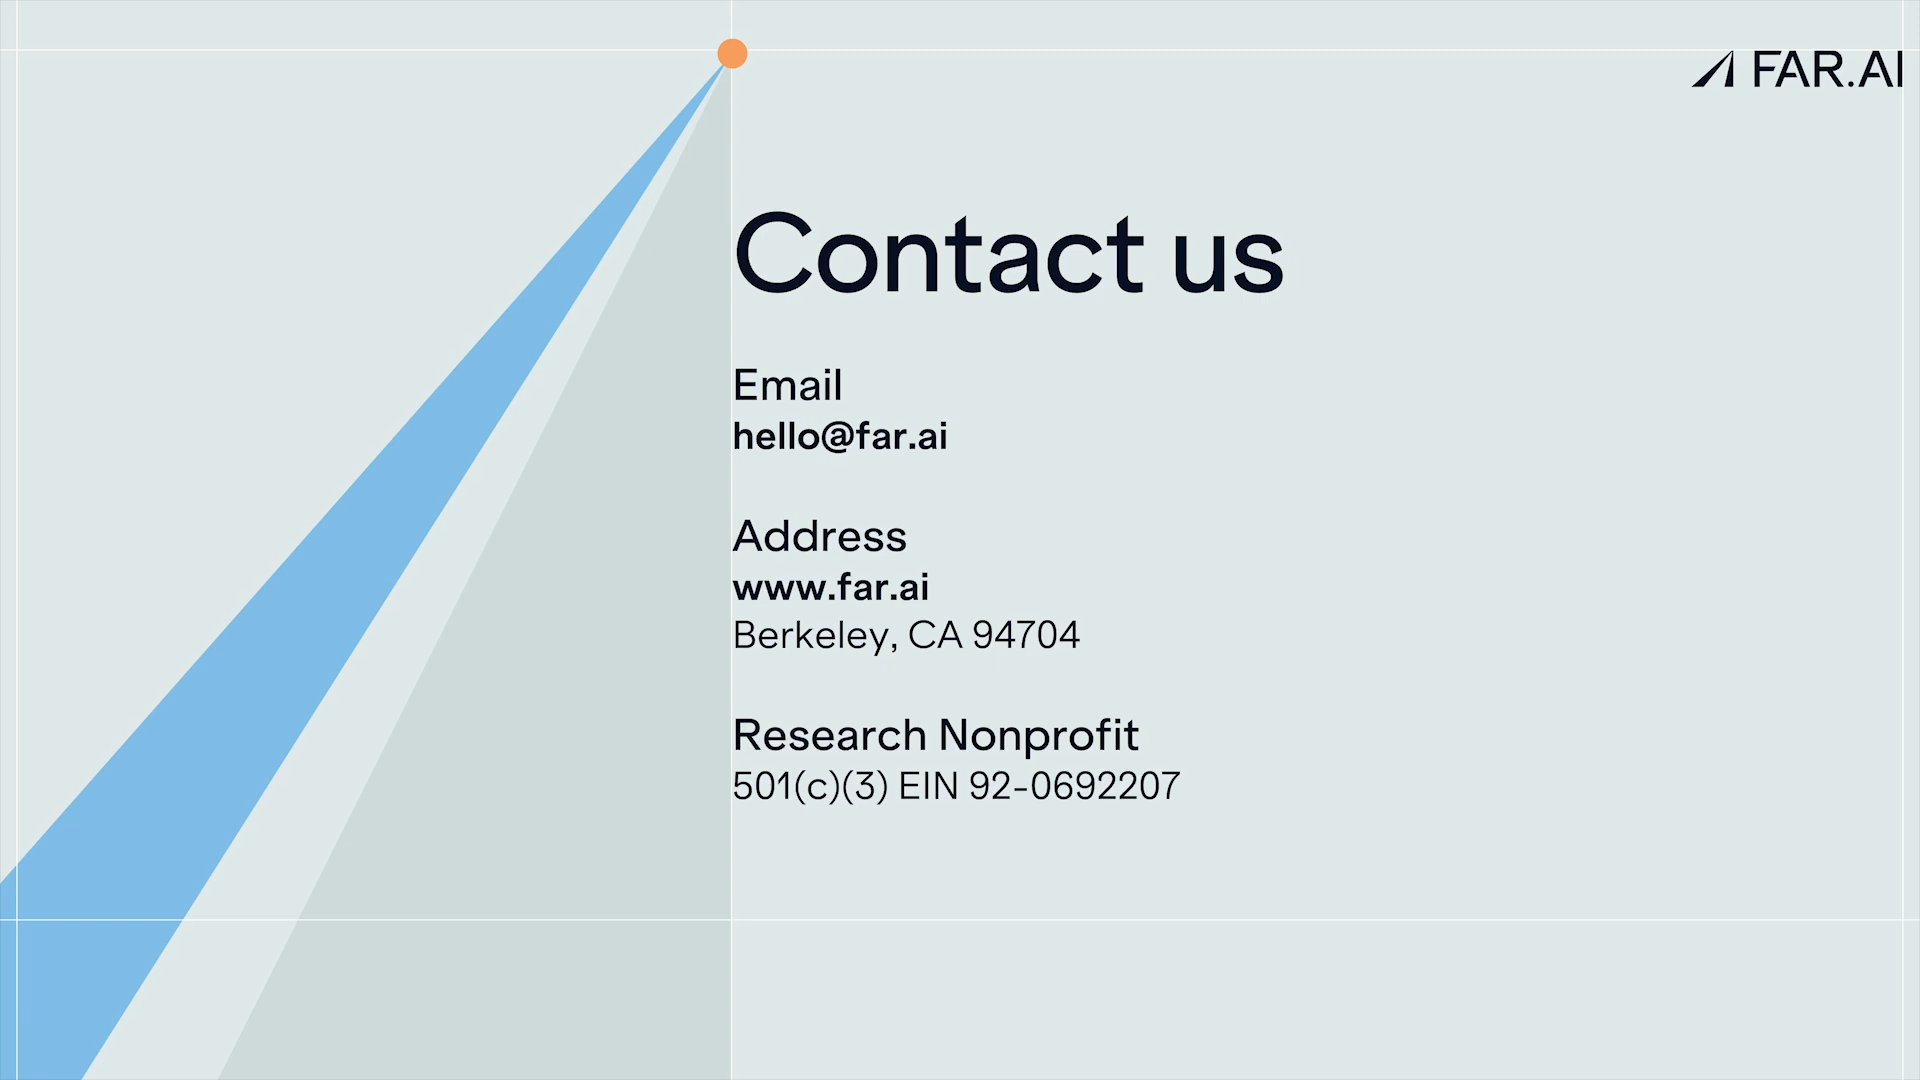 FAR.AI
Contact us
Email
hello@far.ai
Address
www.far.ai
Berkeley, CA 94704
Research Nonprofit
501(c)(3) EIN 92-0692207